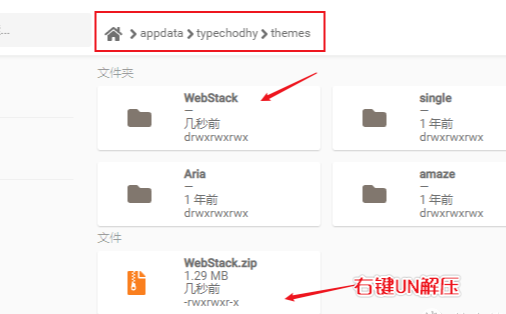 appdata typechodhy themes
文件夹
WebStack
—
几秒前
drwxrwxrwx
single
—
1 年前
drwxrwxrwx
Aria
—
1 年前
drwxrwxrwx
amaze
—
1 年前
drwxrwxrwx
文件
WebStack.zip
1.29 MB
几秒前
-rwxrwxr-x
右键UN解压